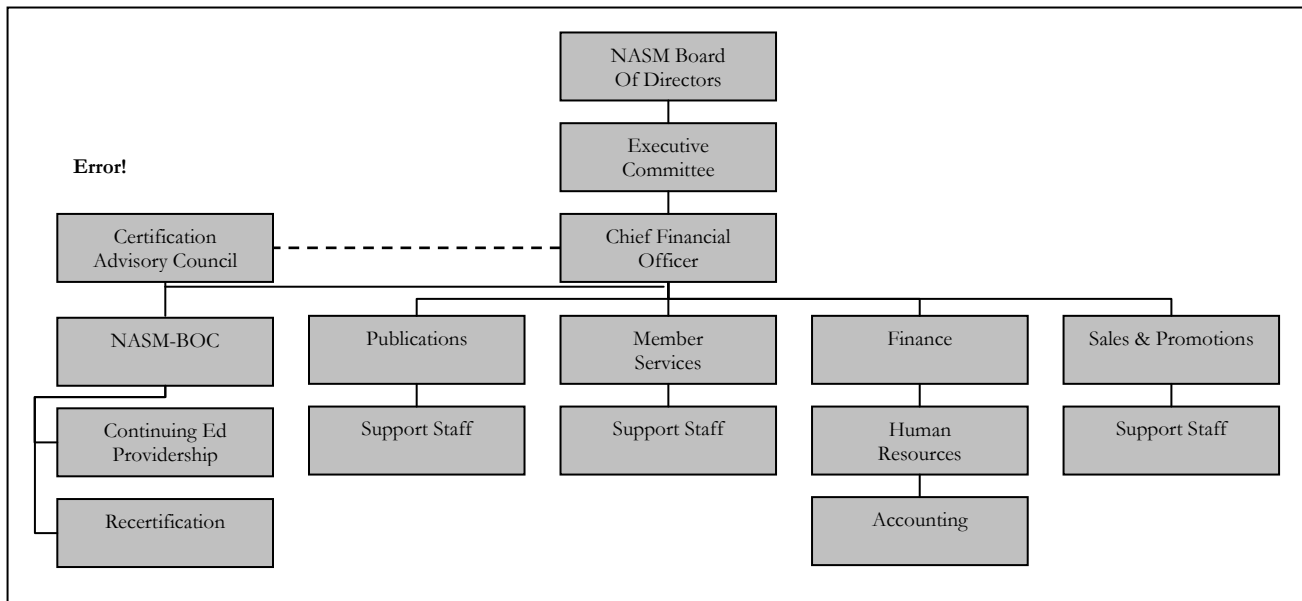 NASM Board
Of Directors
Executive
Committee
Error!
Certification
Advisory Council
Chief Financial
Officer
NASM-BOC
Publications
Member
Services
Finance
Sales & Promotions
Continuing Ed
Providership
Support Staff
Support Staff
Human
Resources
Support Staff
Recertification
Accounting